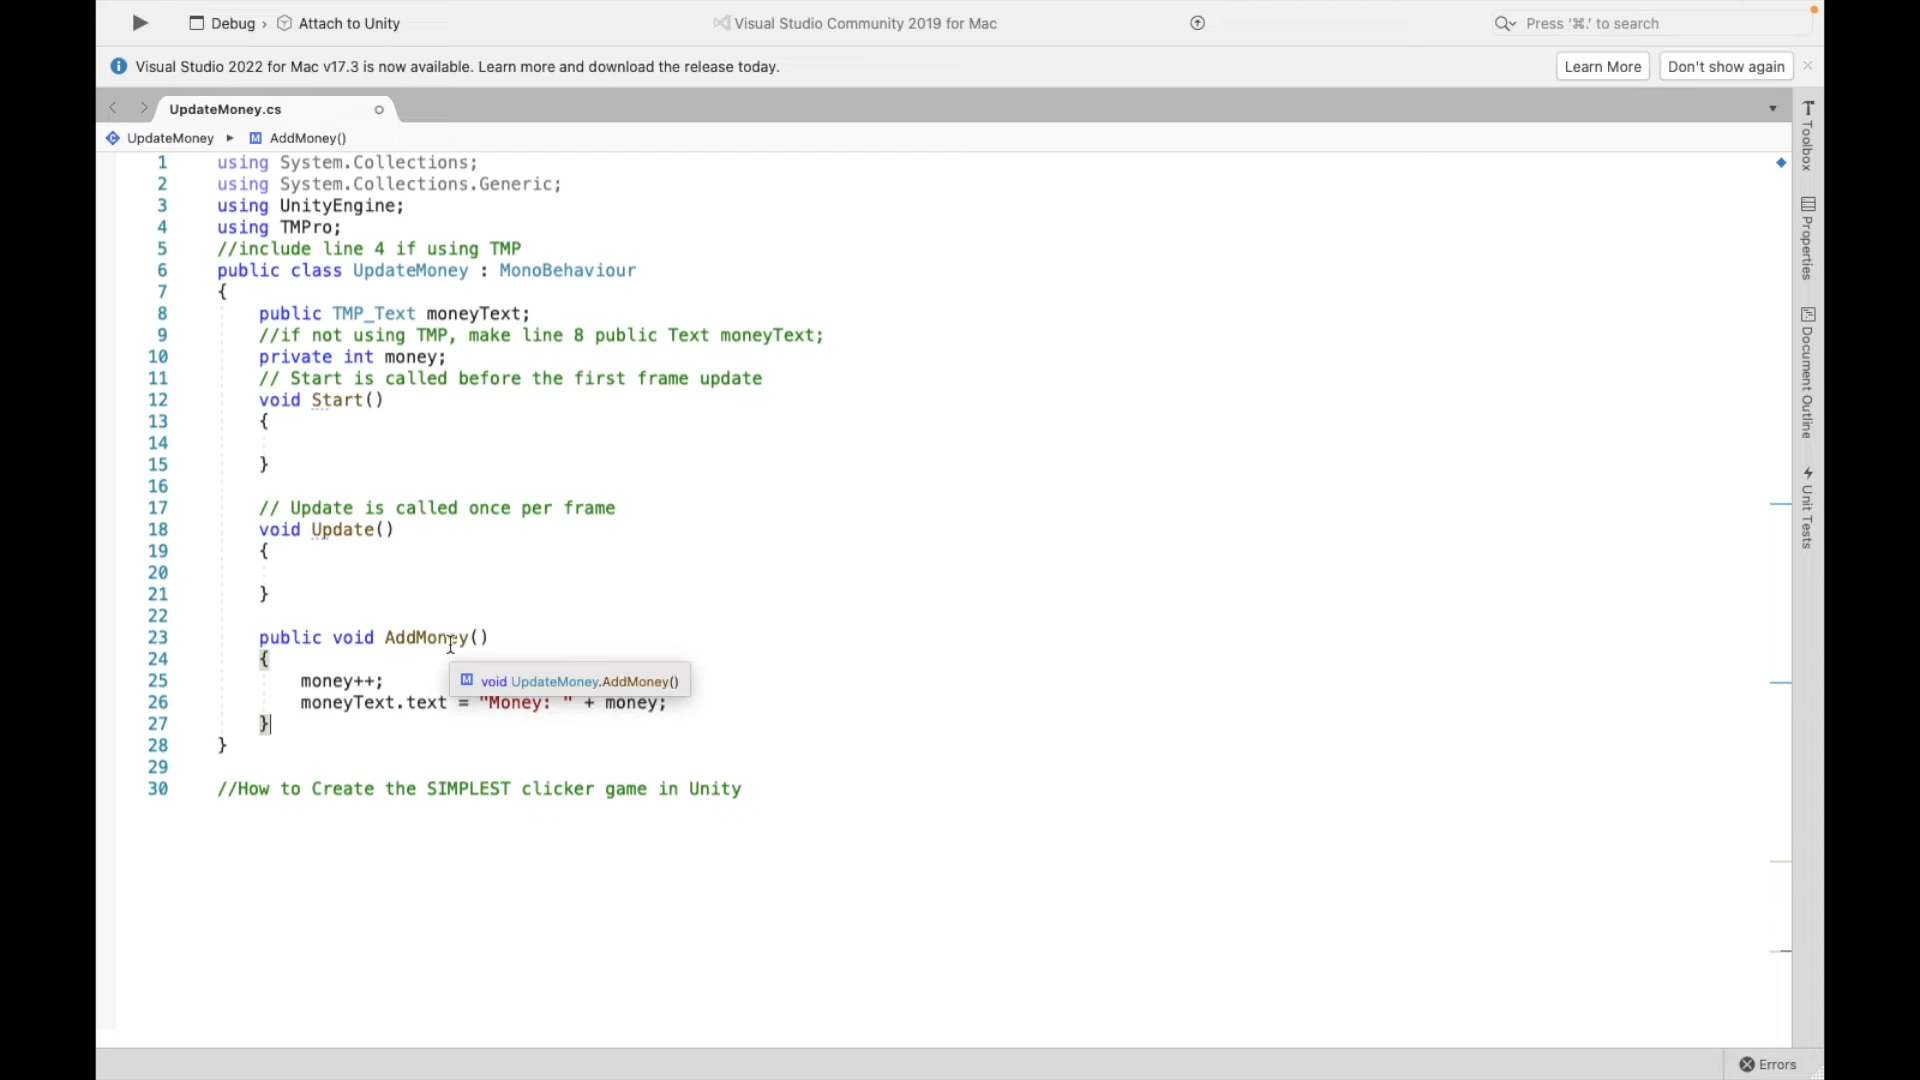 Debug › Attach to Unity
Visual Studio Community 2019 for Mac
Press '⌘.' to search
Visual Studio 2022 for Mac v17.3 is now available. Learn more and download the release today.
Learn More
Don't show again
UpdateMoney.cs
UpdateMoney ▸ M AddMoney()
1 using System.Collections;
2 using System.Collections.Generic;
3 using UnityEngine;
4 using TMPro;
5 //include line 4 if using TMP
6 public class UpdateMoney : MonoBehaviour
7 {
8 public TMP_Text moneyText;
9 //if not using TMP, make line 8 public Text moneyText;
10 private int money;
11 // Start is called before the first frame update
12 void Start()
13 {
14
15 }
16
17 // Update is called once per frame
18 void Update()
19 {
20
21 }
22
23 public void AddMoney()
24 {
25 money++;
M void UpdateMoney.AddMoney()
26 moneyText.text = "Money: " + money;
27 }
28 }
29
30 //How to Create the SIMPLEST clicker game in Unity
Toolbox
Properties
Document Outline
Unit Tests
Errors